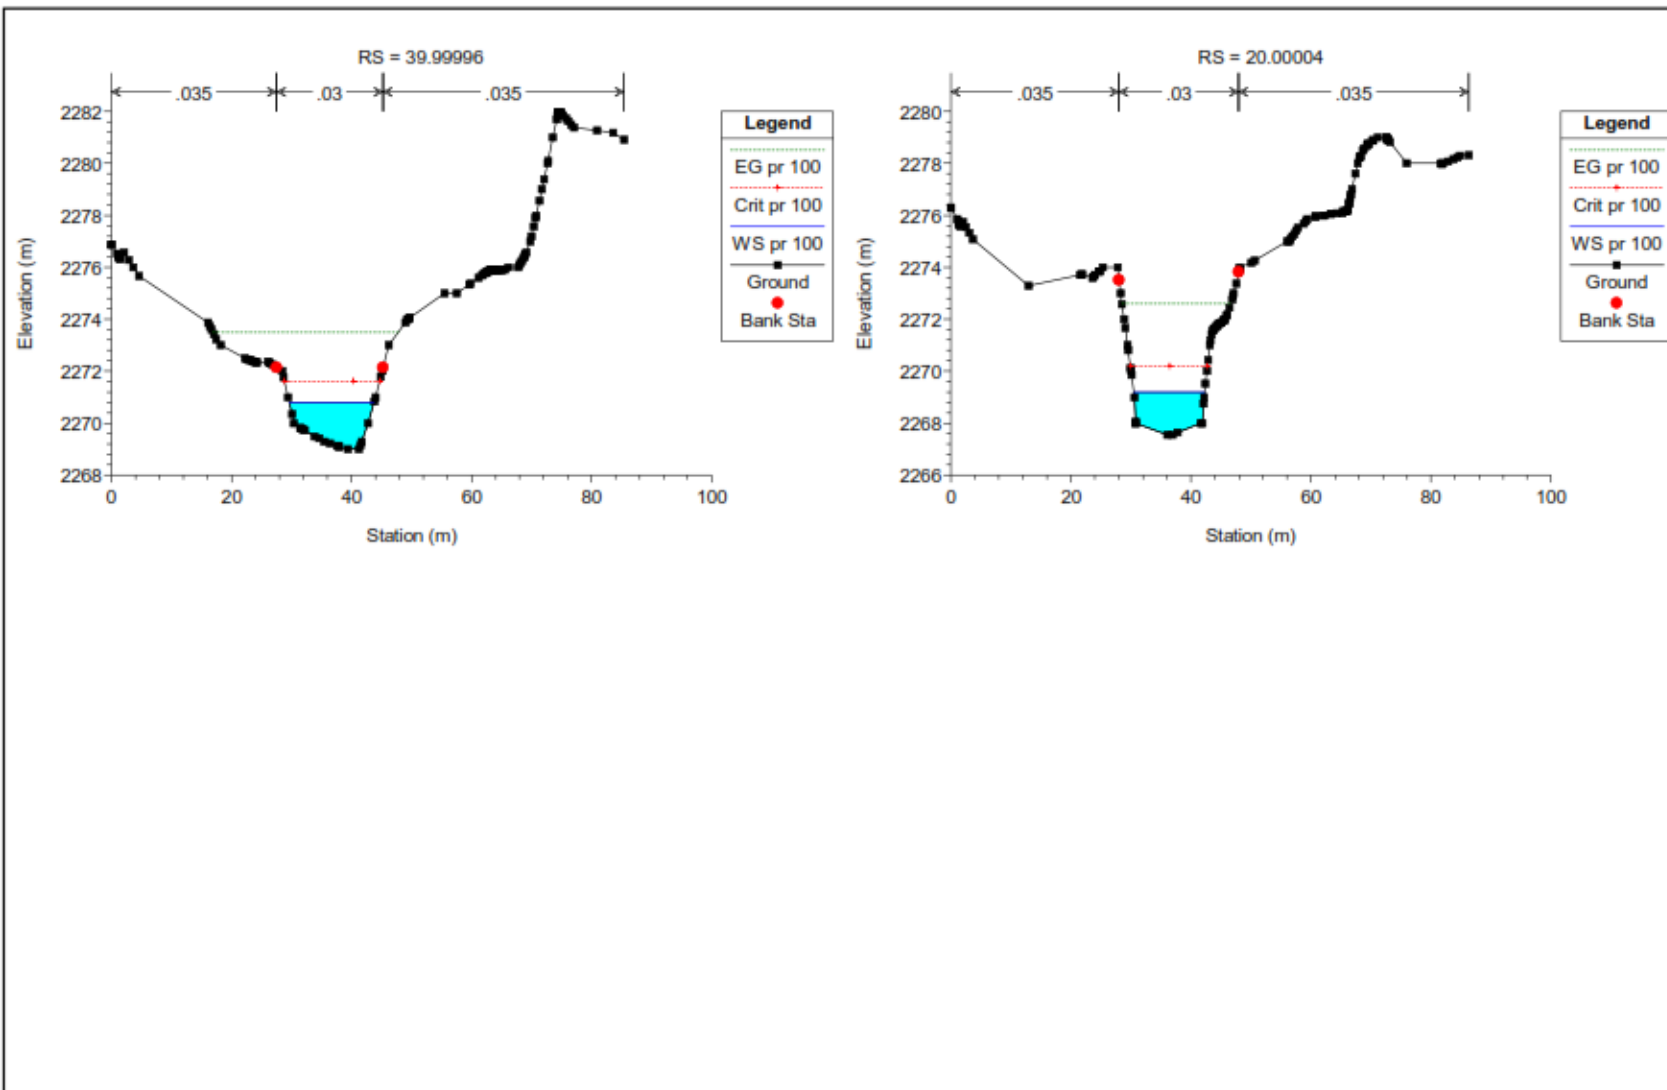 RS = 39.99996
.035
.03
.035
2282
2280
2278
2276
2274
2272
2270
2268
Elevation (m)
0
20
40
60
80
100
Station (m)
Legend
EG pr 100
Crit pr 100
WS pr 100
Ground
Bank Sta
RS = 20.00004
.035
.03
.035
2280
2278
2276
2274
2272
2270
2268
2266
Elevation (m)
0
20
40
60
80
100
Station (m)
Legend
EG pr 100
Crit pr 100
WS pr 100
Ground
Bank Sta